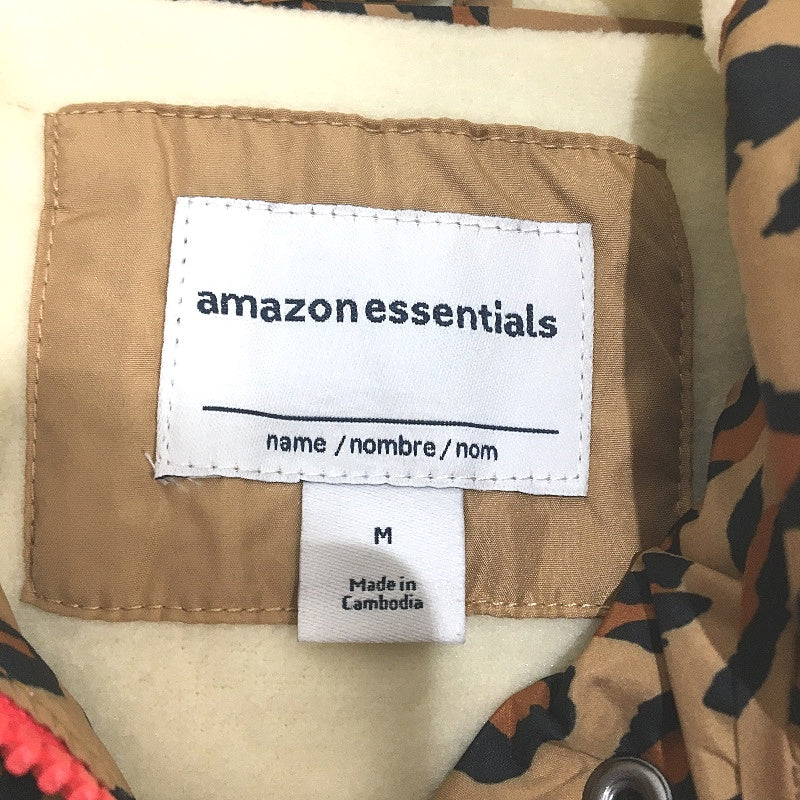 amazon essentials
name / nombre / nom
M
Made in
Cambodia